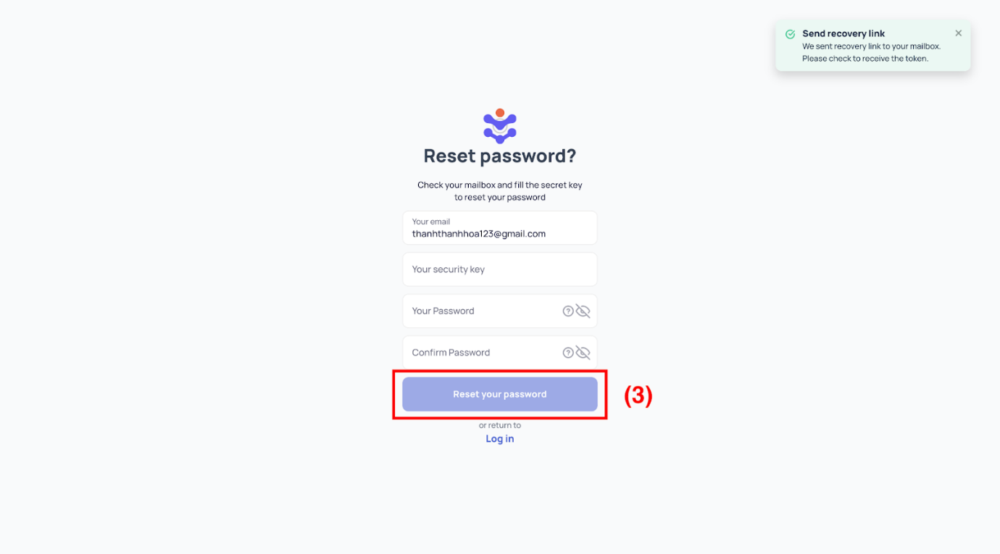 Send recovery link
We sent recovery link to your mailbox.
Please check to receive the token.
Reset password?
Check your mailbox and fill the secret key
to reset your password
Your email
thanhthanhhoa123@gmail.com
Your security key
Your Password
Confirm Password
Reset your password
(3)
or return to
Log in